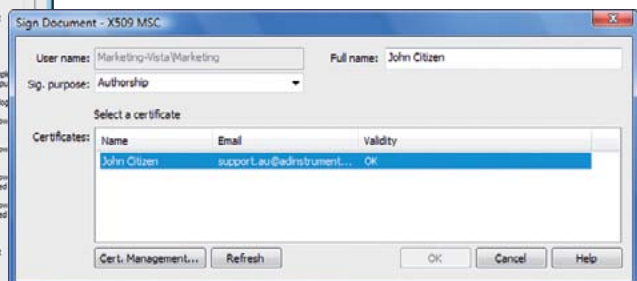 Sign Document - X509 MSC
User name: Marketing-Vista\Marketing Full name: John Citizen
Sig. purpose: Authorship
Select a certificate
Certificates: Name Email Validity
John Citizen support.au@adinstrument... OK
Cert. Management... Refresh OK Cancel Help